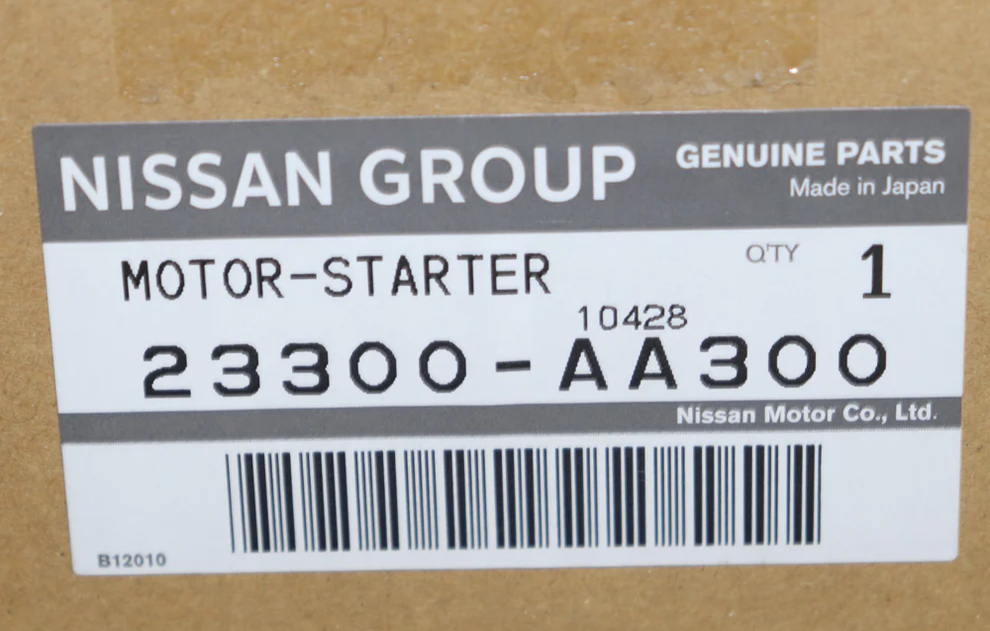 NISSAN GROUP
GENUINE PARTS
Made in Japan
MOTOR-STARTER
Q'TY 1
10428
23300-AA300
Nissan Motor Co., Ltd.
B12010